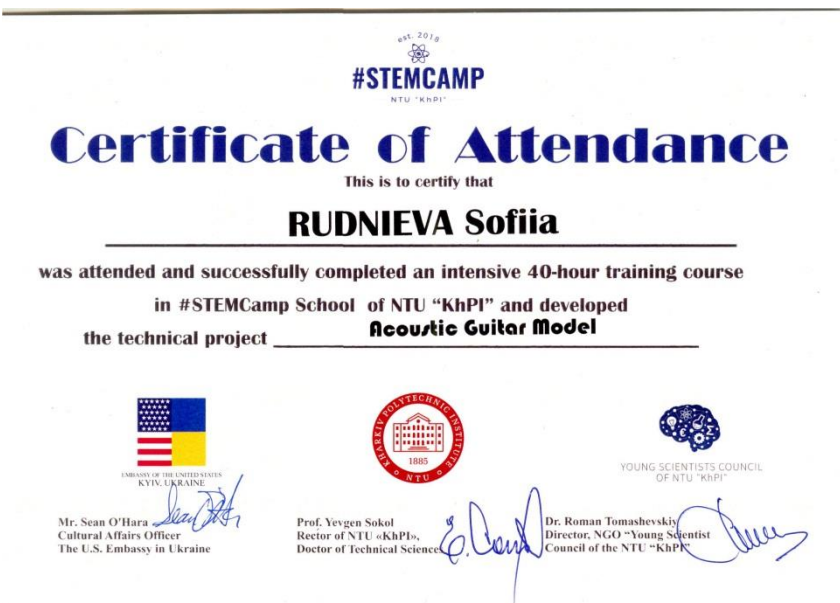 est. 2018
#STEMCAMP
NTU "KhPI"
Certificate of Attendance
This is to certify that
RUDNIEVA Sofiia
was attended and successfully completed an intensive 40-hour training course
in #STEMCamp School of NTU “KhPI” and developed
the technical project Acoustic Guitar Model
EMBASSY OF THE UNITED STATES
KYIV, UKRAINE
KHARKIV POLYTECHNIC INSTITUTE
1885
NTU
YOUNG SCIENTISTS COUNCIL
OF NTU "KhPI"
Mr. Sean O'Hara
Cultural Affairs Officer
The U.S. Embassy in Ukraine
Prof. Yevgen Sokol
Rector of NTU «KhPI»,
Doctor of Technical Sciences
Dr. Roman Tomashevskiy
Director, NGO “Young Scientist
Council of the NTU “KhPI”